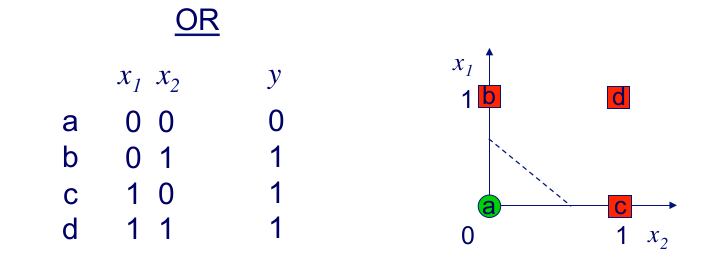 OR
x1 x2 y
a 0 0 0
b 0 1 1
c 1 0 1
d 1 1 1
x1
1 b d
a c
0 1 x2